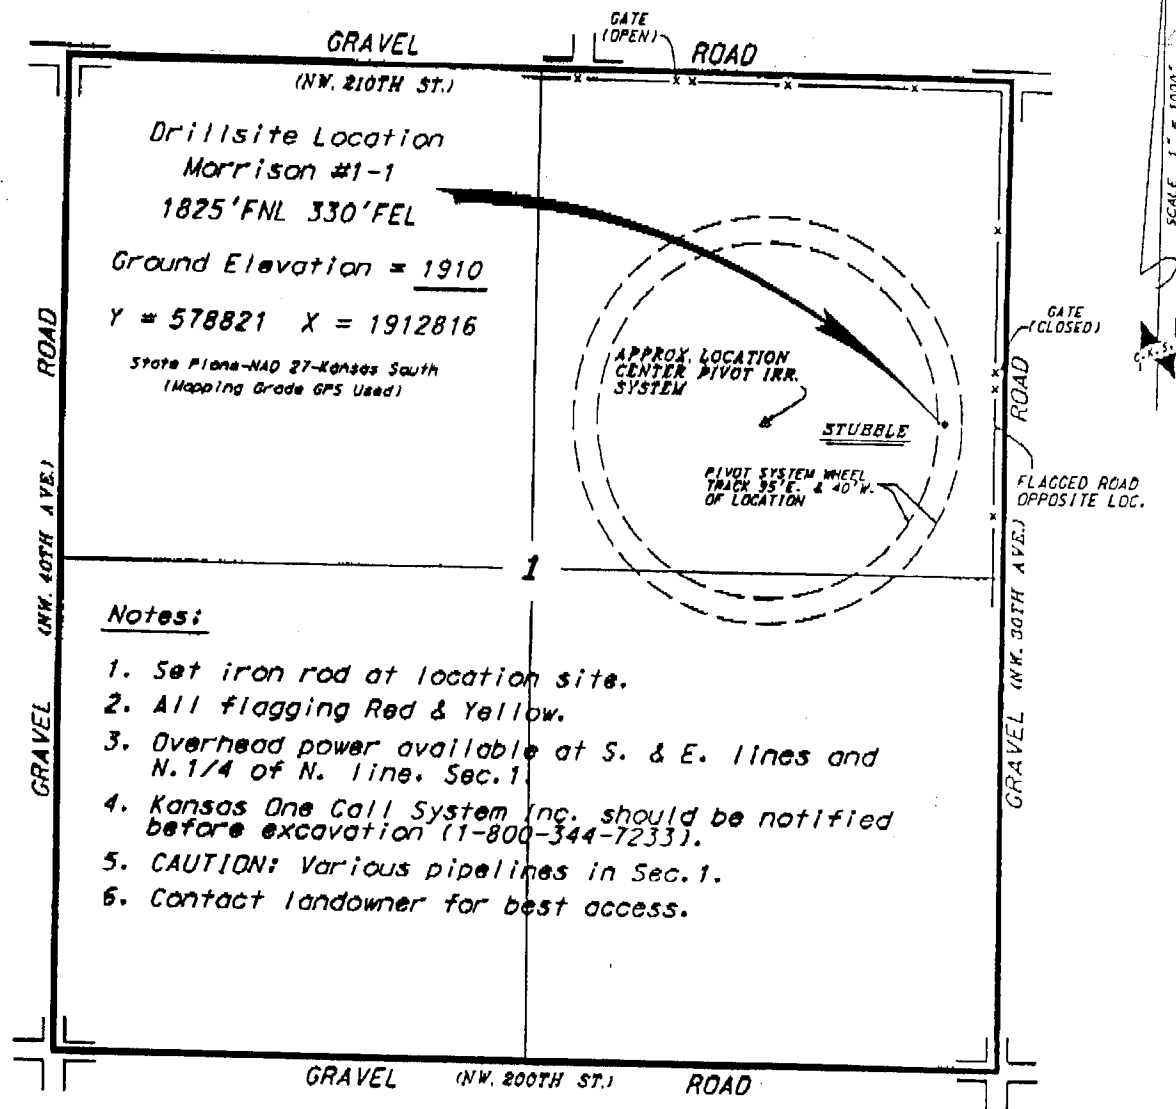 GATE
(OPEN)
GRAVEL ROAD
(NW. 210TH ST.)
Drillsite Location
Morrison #1-1
1825'FNL 330'FEL
Ground Elevation = 1910
Y = 578821 X = 1912816
State Plane-NAD 27-Kansas South
(Mapping Grade GPS Used)
APPROX. LOCATION
CENTER PIVOT IRR.
SYSTEM
STUBBLE
PIVOT SYSTEM WHEEL
TRACK 35'E. & 40'W.
OF LOCATION
GATE
(CLOSED)
FLAGGED ROAD
OPPOSITE LOC.
C.K.S.
GRAVEL (NW. 40TH AVE.) ROAD
GRAVEL (NW. 30TH AVE.) ROAD
1
Notes:
1. Set iron rod at location site.
2. All flagging Red & Yellow.
3. Overhead power available at S. & E. lines and
N.1/4 of N. line. Sec.1.
4. Kansas One Call System Inc. should be notified
before excavation (1-800-344-7233).
5. CAUTION: Various pipelines in Sec.1.
6. Contact landowner for best access.
GRAVEL (NW. 200TH ST.) ROAD